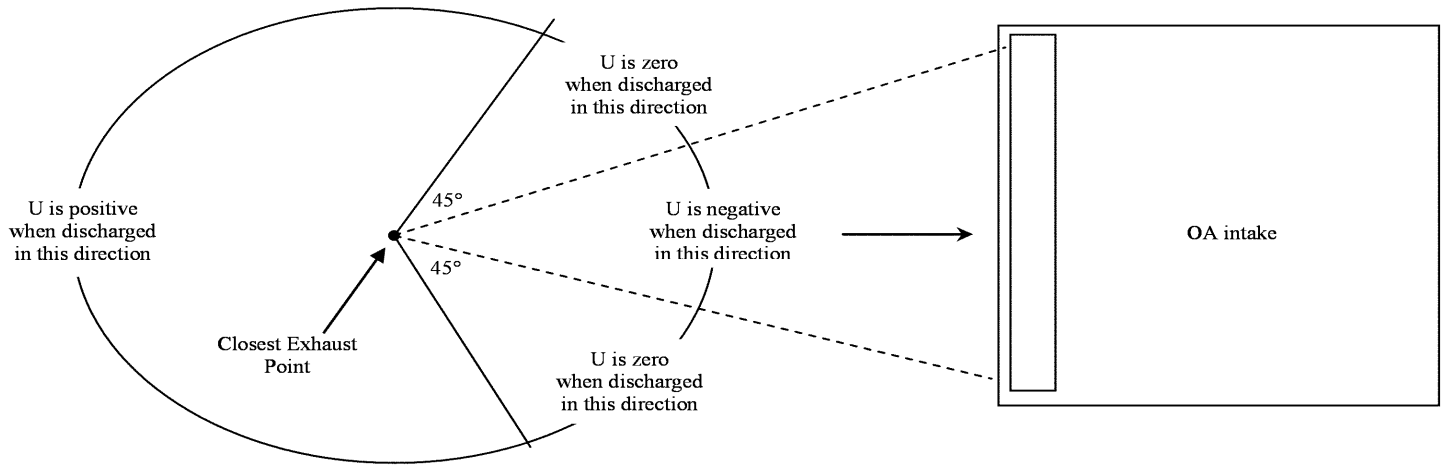 U is zero
when discharged
in this direction
45°
U is positive
when discharged
in this direction
U is negative
when discharged
in this direction
OA intake
45°
Closest Exhaust
Point
U is zero
when discharged
in this direction